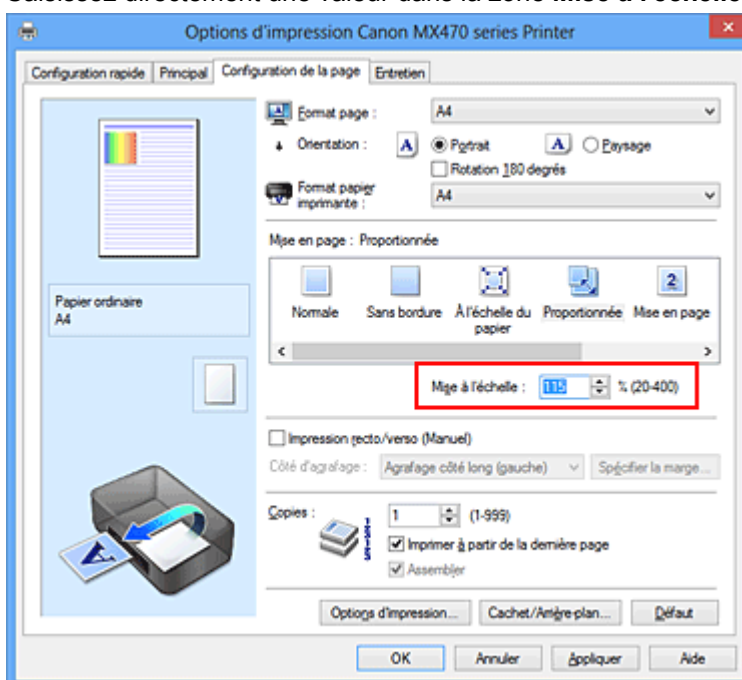 Saisissez directement une valeur dans la zone Mise à l'échelle
Options d'impression Canon MX470 series Printer
Configuration rapide Principal Configuration de la page Entretien
Format page : A4
Orientation : A Portrait A Paysage
Rotation 180 degrés
Format papier imprimante : A4
Mise en page : Proportionnée
Normale Sans bordure À l'échelle du papier Proportionnée Mise en page
2
Papier ordinaire
A4
Mise à l'échelle : 115 % (20-400)
Impression recto/verso (Manuel)
Côté d'agrafage : Agrafage côté long (gauche) Spécifier la marge...
Copies : 1 (1-999)
Imprimer à partir de la dernière page
Assembler
Options d'impression... Cachet/Arrière-plan... Défaut
OK Annuler Appliquer Aide